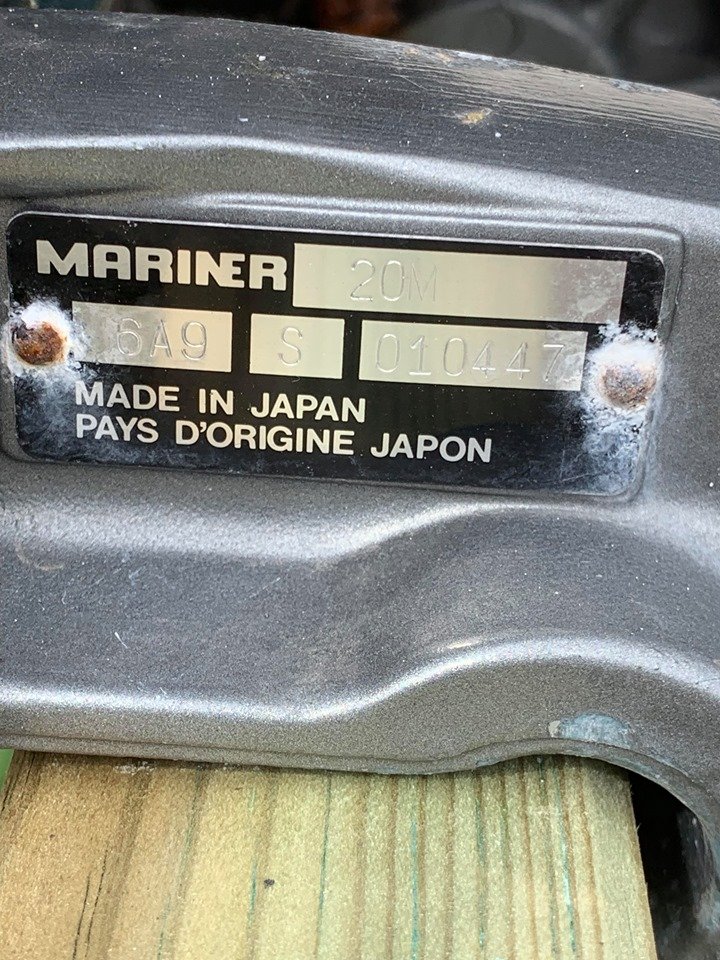 MARINER 20M
6A9 S 010447
MADE IN JAPAN
PAYS D'ORIGINE JAPON